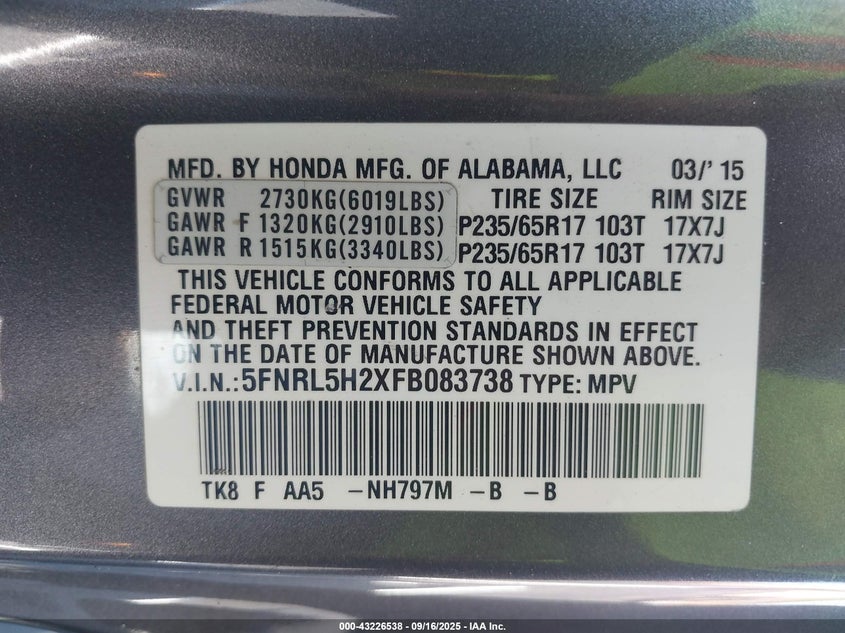 MFD. BY HONDA MFG. OF ALABAMA, LLC 03/' 15
GVWR 2730KG(6019LBS) TIRE SIZE RIM SIZE
GAWR F 1320KG(2910LBS) P235/65R17 103T 17X7J
GAWR R 1515KG(3340LBS) P235/65R17 103T 17X7J
THIS VEHICLE CONFORMS TO ALL APPLICABLE
FEDERAL MOTOR VEHICLE SAFETY
AND THEFT PREVENTION STANDARDS IN EFFECT
ON THE DATE OF MANUFACTURE SHOWN ABOVE.
V.I.N.:5FNRL5H2XFB083738 TYPE: MPV
TK8 F AA5 -NH797M -B -B
000-43226538 - 09/16/2025 - IAA Inc.